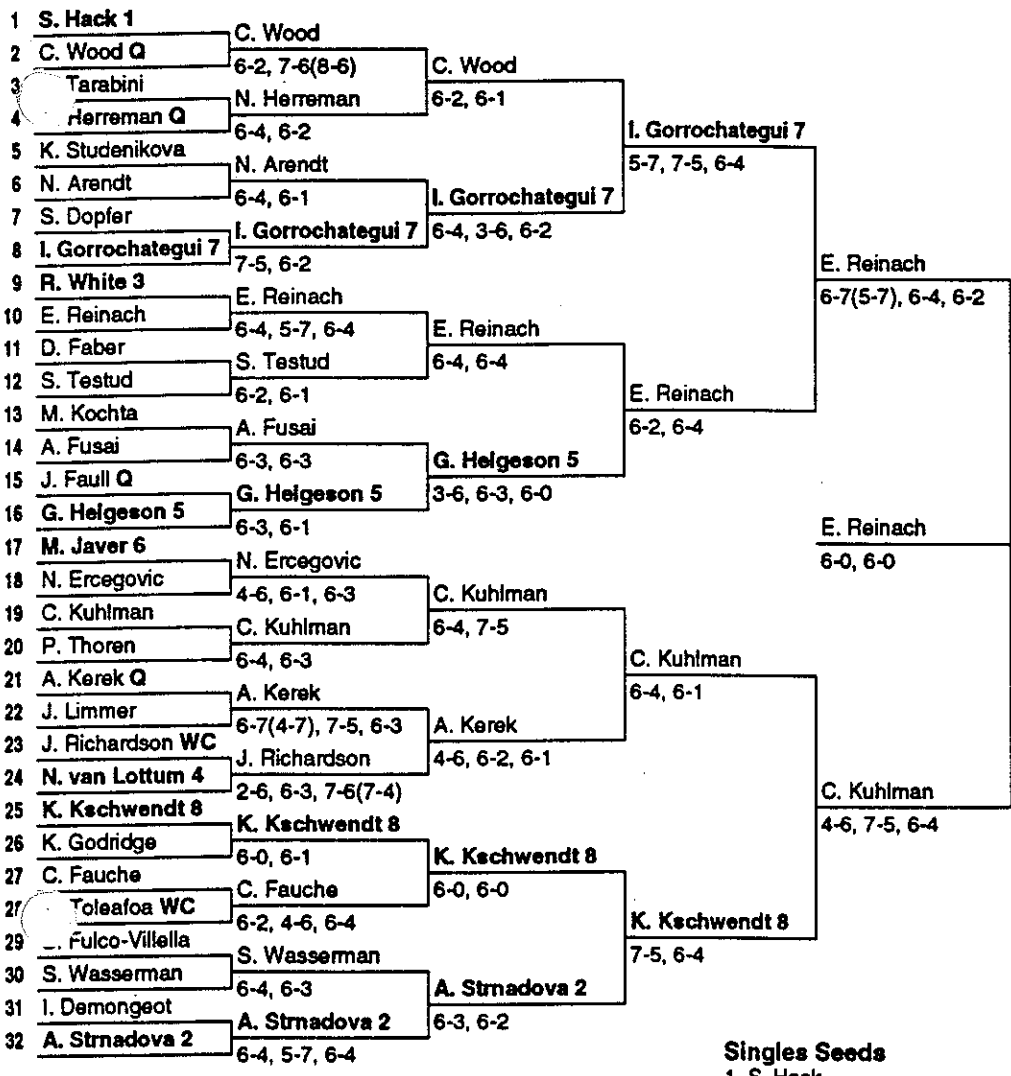 1 S. Hack 1
2 C. Wood Q
3 Tarabini
4 Herreman Q
5 K. Studenikova
6 N. Arendt
7 S. Dopfer
8 I. Gorrochategui 7
9 R. White 3
10 E. Reinach
11 D. Faber
12 S. Testud
13 M. Kochta
14 A. Fusai
15 J. Faull Q
16 G. Helgeson 5
17 M. Javer 6
18 N. Ercegovic
19 C. Kuhlman
20 P. Thoren
21 A. Kerek Q
22 J. Limmer
23 J. Richardson WC
24 N. van Lottum 4
25 K. Kschwendt 8
26 K. Godridge
27 C. Fauche
Toleafoa WC
29 Fulco-Villella
30 S. Wasserman
31 I. Demongeot
32 A. Strnadova 2
C. Wood
6-2, 7-6(8-6)
N. Herreman
6-4, 6-2
N. Arendt
6-4, 6-1
I. Gorrochategui 7
7-5, 6-2
E. Reinach
6-4, 5-7, 6-4
S. Testud
6-2, 6-1
A. Fusai
6-3, 6-3
G. Helgeson 5
6-3, 6-1
N. Ercegovic
4-6, 6-1, 6-3
C. Kuhlman
6-4, 6-3
A. Kerek
6-7(4-7), 7-5, 6-3
J. Richardson
2-6, 6-3, 7-6(7-4)
K. Kschwendt 8
6-0, 6-1
C. Fauche
6-2, 4-6, 6-4
S. Wasserman
6-4, 6-3
A. Strnadova 2
6-4, 5-7, 6-4
C. Wood
6-2, 6-1
I. Gorrochategui 7
6-4, 3-6, 6-2
E. Reinach
6-4, 6-4
G. Helgeson 5
3-6, 6-3, 6-0
C. Kuhlman
6-4, 7-5
A. Kerek
4-6, 6-2, 6-1
K. Kschwendt 8
6-0, 6-0
A. Strnadova 2
6-3, 6-2
I. Gorrochategui 7
5-7, 7-5, 6-4
E. Reinach
6-2, 6-4
C. Kuhlman
6-4, 6-1
K. Kschwendt 8
7-5, 6-4
E. Reinach
6-7(5-7), 6-4, 6-2
C. Kuhlman
4-6, 7-5, 6-4
E. Reinach
6-0, 6-0
Singles Seeds
1. S. Hack